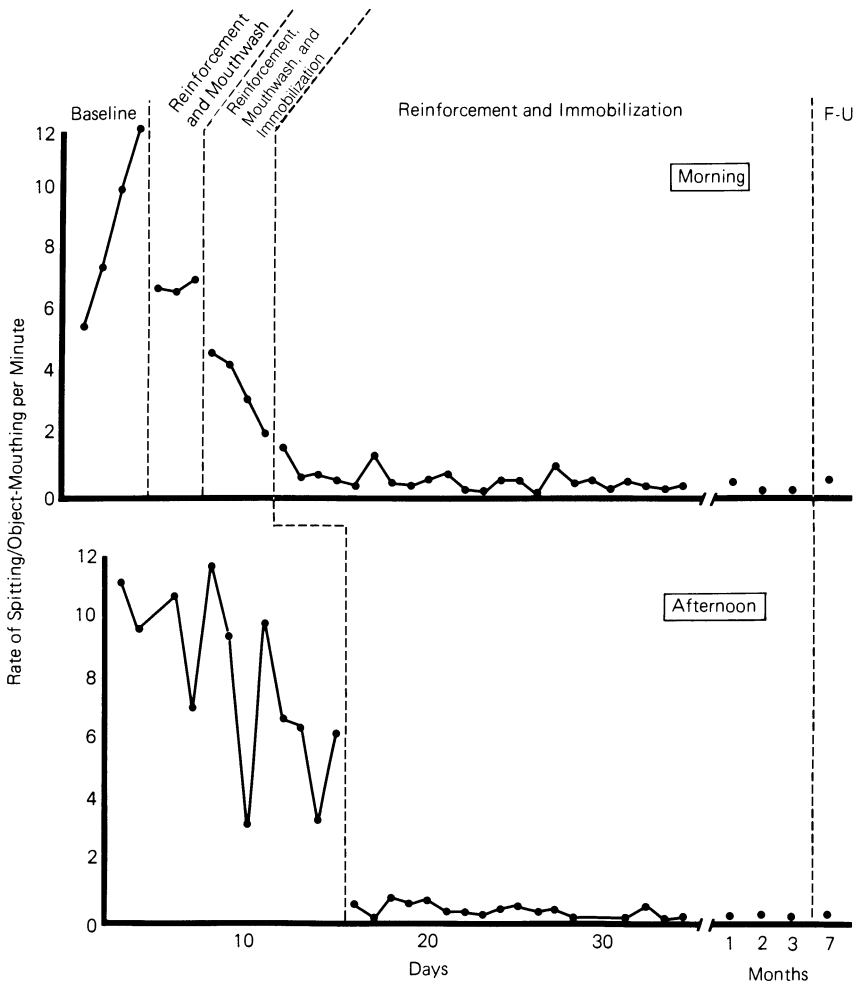 Baseline
Reinforcement
and Mouthwash
Reinforcement,
Mouthwash, and
Immobilization
Reinforcement and Immobilization
F-U
Morning
12
10
8
6
4
2
0
Rate of Spitting/Object-Mouthing per Minute
Afternoon
12
10
8
6
4
2
0
10 20 30 1 2 3 7
Days
Months